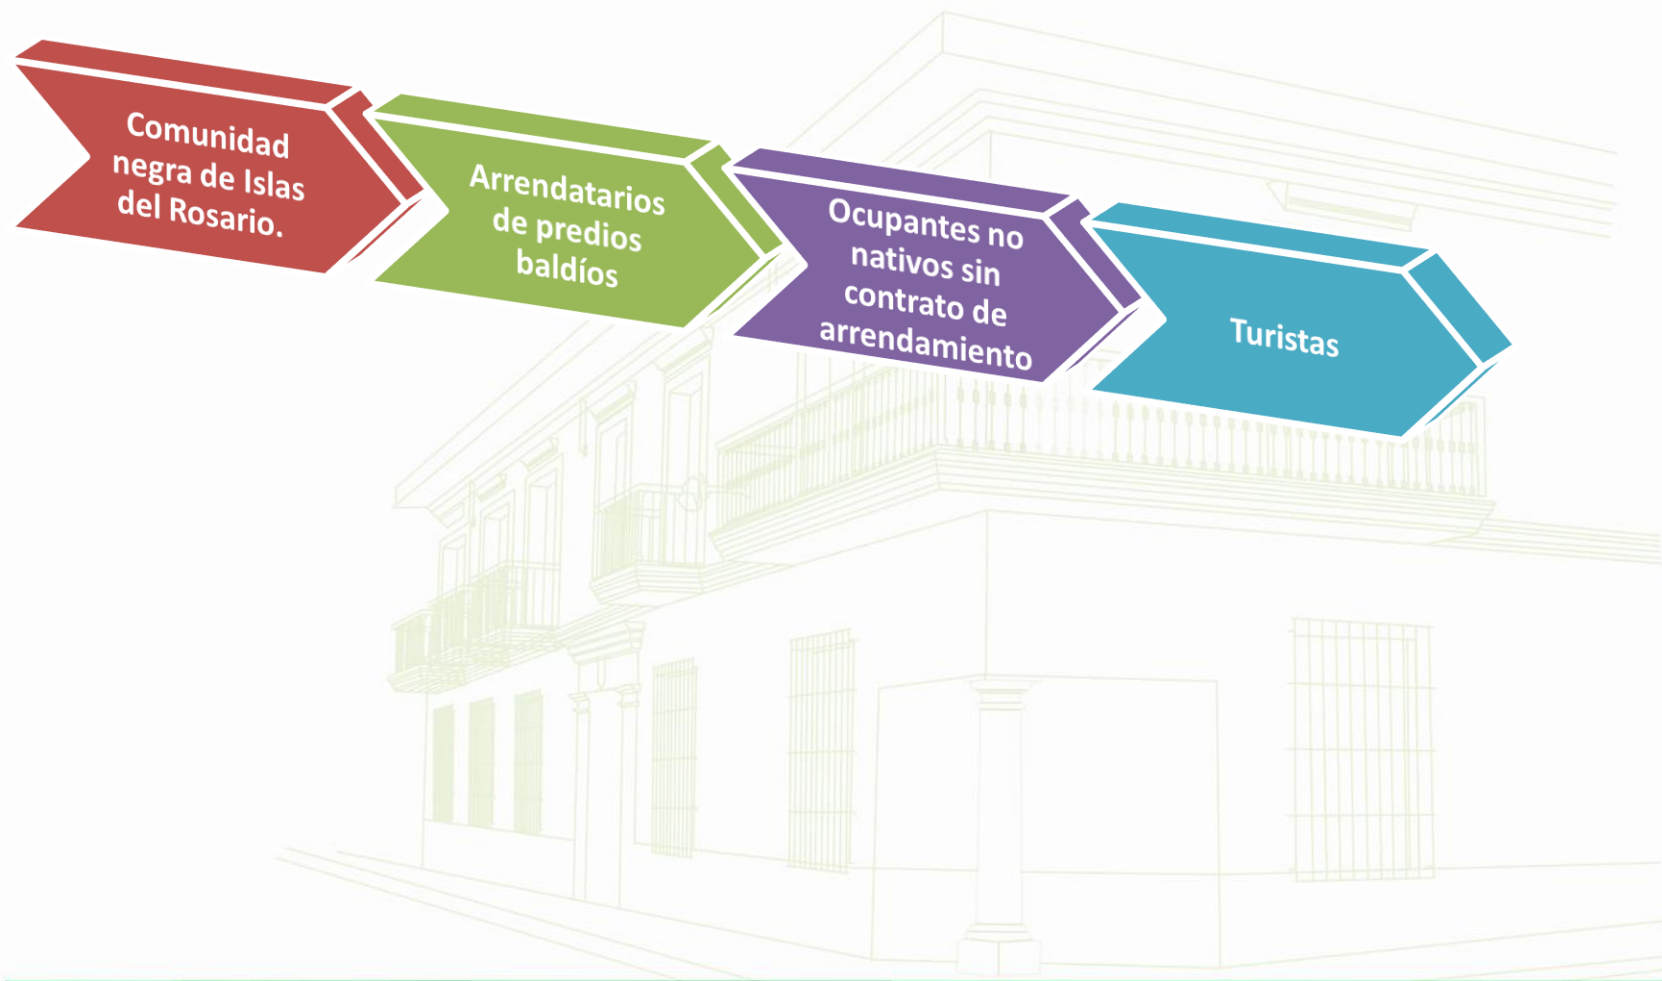 Comunidad
negra de Islas
del Rosario.
Arrendatarios
de predios
baldíos
Ocupantes no
nativos sin
contrato de
arrendamiento
Turistas